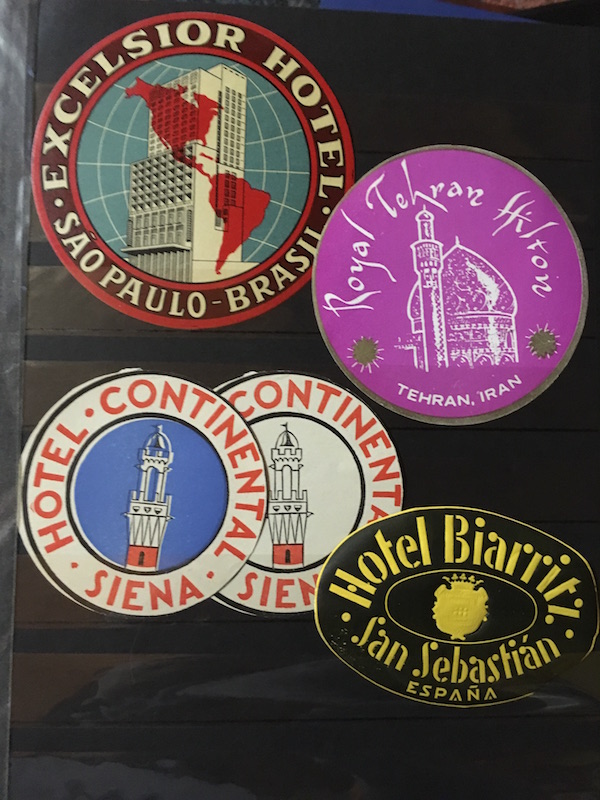 EXCELSIOR HOTEL
SÃO PAULO - BRASIL
Royal Tehran Hilton
TEHRAN, IRAN
HOTEL · CONTINENTAL
SIENA
CONTINENTA
SIEN
Hotel Biarritz
San Sebastián
ESPAÑA